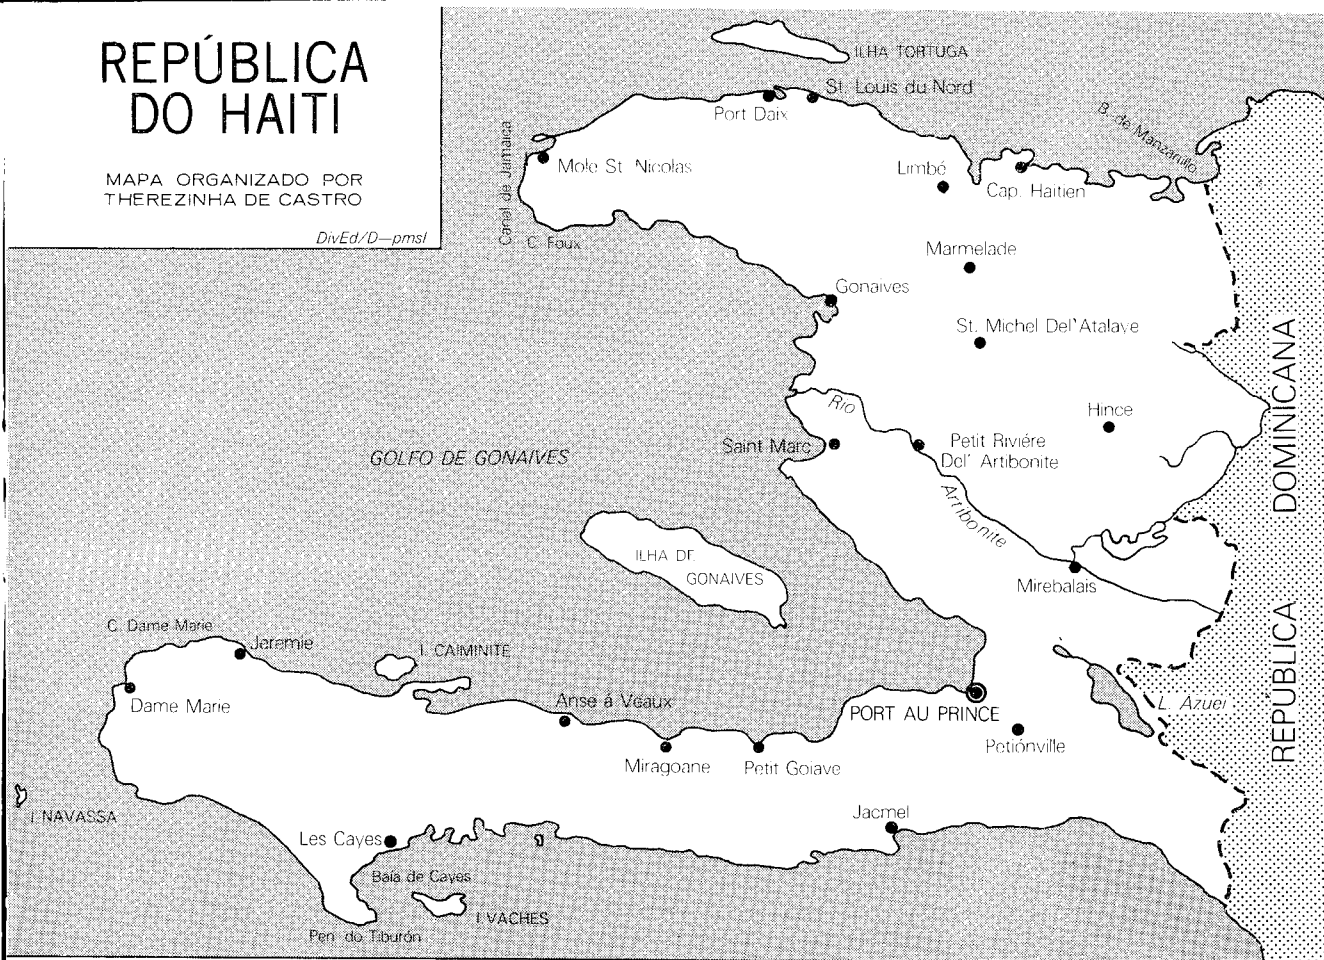 REPÚBLICA
DO HAITI
MAPA ORGANIZADO POR
THEREZINHA DE CASTRO
DivEd/D—pmsl
ILHA TORTUGA
St. Louis du Nord
Port Daix
B. de Manzanillo
Canal de Jamaica
Mole St. Nicolas
Limbé
Cap. Haitien
C. Foux
Marmelade
Gonaives
St. Michel Del'Atalaye
Hince
Rio
Artibonite
Saint Marc
Petit Riviére
Del' Artibonite
GOLFO DE GONAIVES
ILHA DE
GONAIVES
Mirebalais
REPÚBLICA DOMINICANA
C. Dame Marie
Jeremie
I. CAIMINITE
Dame Marie
Anse á Veaux
PORT AU PRINCE
L. Azuei
Petiónville
Miragoane
Petit Goiave
I. NAVASSA
Jacmel
Les Cayes
Baía de Cayes
I. VACHES
Pen. do Tiburón